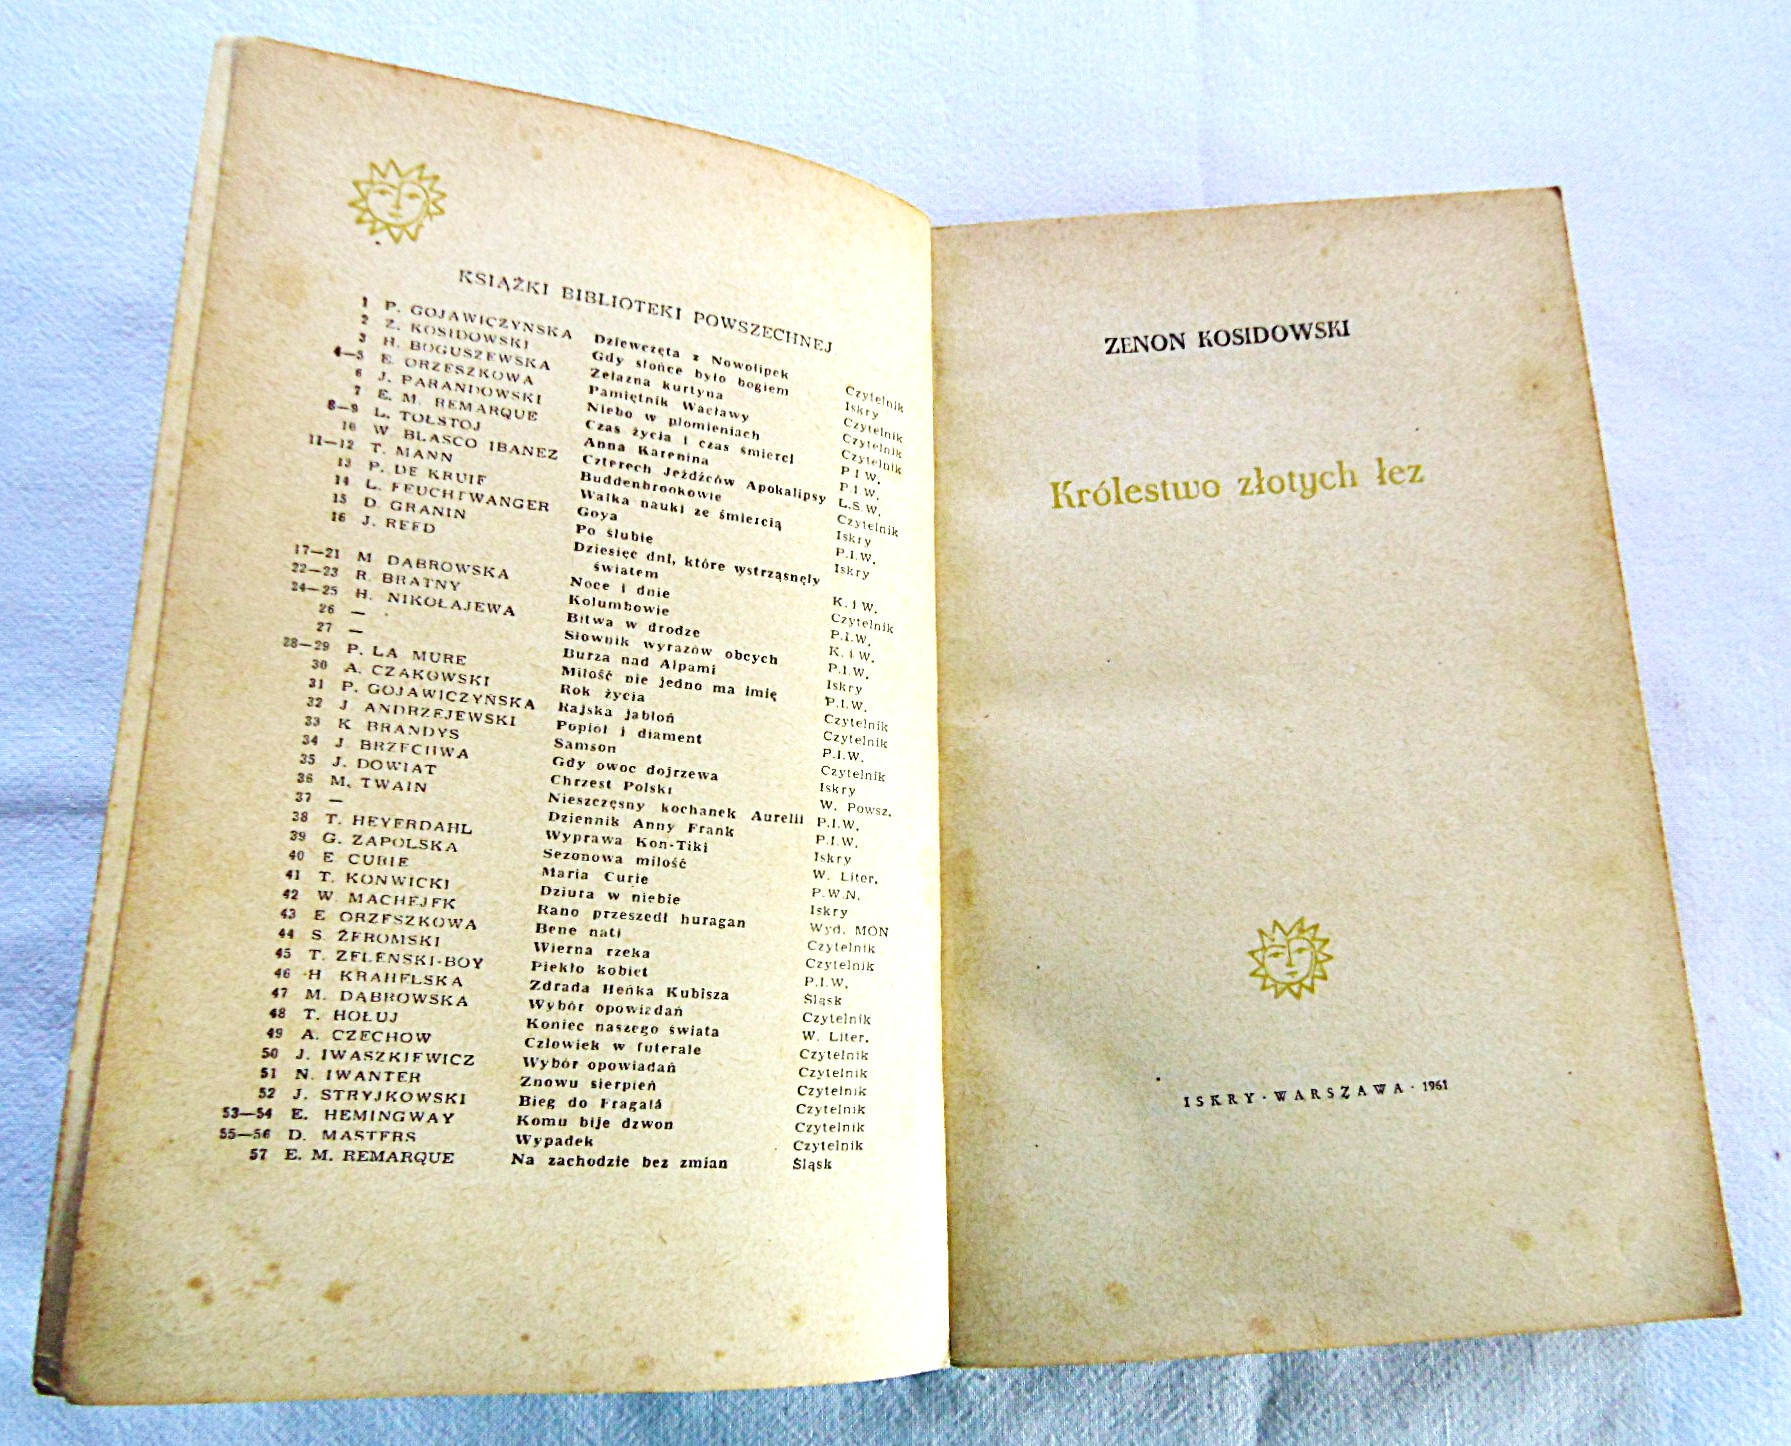 KSIĄŻKI BIBLIOTEKI POWSZECHNEJ
1 P. GOJAWICZYŃSKA Dziewczęta z Nowolipek Czytelnik
2 Z. KOSIDOWSKI Gdy słońce było bogiem Iskry
3 H. BOGUSZEWSKA Żelazna kurtyna Czytelnik
4—5 E. ORZESZKOWA Pamiętnik Wacławy Czytelnik
6 J. PARANDOWSKI Niebo w płomieniach Czytelnik
7 E. M. REMARQUE Czas życia i czas śmierci P.I.W.
8—9 L. TOŁSTOJ Anna Karenina P.I.W.
10 W. BLASCO IBANEZ Czterech Jeźdźców Apokalipsy L.S.W.
11—12 T. MANN Buddenbrookowie Czytelnik
13 P. DE KRUIF Walka nauki ze śmiercią Iskry
14 L. FEUCHTWANGER Goya P.I.W.
15 D. GRANIN Po ślubie Iskry
16 J. REED Dziesięć dni, które wstrząsnęły
światem K. i W.
17—21 M. DĄBROWSKA Noce i dnie Czytelnik
22—23 R. BRATNY Kolumbowie P.I.W.
24—25 H. NIKOŁAJEWA Bitwa w drodze K. i W.
26 — Słownik wyrazów obcych P.I.W.
27 — Burza nad Alpami Iskry
28—29 P. LA MURE Miłość nie jedno ma imię P.I.W.
30 A. CZAKOWSKI Rok życia Czytelnik
31 P. GOJAWICZYŃSKA Rajska jabłoń Czytelnik
32 J. ANDRZEJEWSKI Popiół i diament P.I.W.
33 K. BRANDYS Samson Czytelnik
34 J. BRZECHWA Gdy owoc dojrzewa Iskry
35 J. DOWIAT Chrzest Polski W. Powsz.
36 M. TWAIN Nieszczęsny kochanek Aurelii P.I.W.
37 — Dziennik Anny Frank P.I.W.
38 T. HEYERDAHL Wyprawa Kon-Tiki Iskry
39 G. ZAPOLSKA Sezonowa miłość W. Liter.
40 E. CURIE Maria Curie P.W.N.
41 T. KONWICKI Dziura w niebie Iskry
42 W. MACHEJEK Rano przeszedł huragan Wyd. MON
43 E. ORZESZKOWA Bene nati Czytelnik
44 S. ŻEROMSKI Wierna rzeka Czytelnik
45 T. ŻELEŃSKI-BOY Piekło kobiet P.I.W.
46 H. KRAHELSKA Zdrada Heńka Kubisza Śląsk
47 M. DĄBROWSKA Wybór opowiadań Czytelnik
48 T. HOŁUJ Koniec naszego świata W. Liter.
49 A. CZECHOW Człowiek w futerale Czytelnik
50 J. IWASZKIEWICZ Wybór opowiadań Czytelnik
51 N. IWANTER Znowu sierpień Czytelnik
52 J. STRYJKOWSKI Bieg do Fragalà Czytelnik
53—54 E. HEMINGWAY Komu bije dzwon Czytelnik
55—56 D. MASTERS Wypadek Czytelnik
57 E. M. REMARQUE Na zachodzie bez zmian Śląsk
ZENON KOSIDOWSKI
Królestwo złotych łez
ISKRY · WARSZAWA · 1961